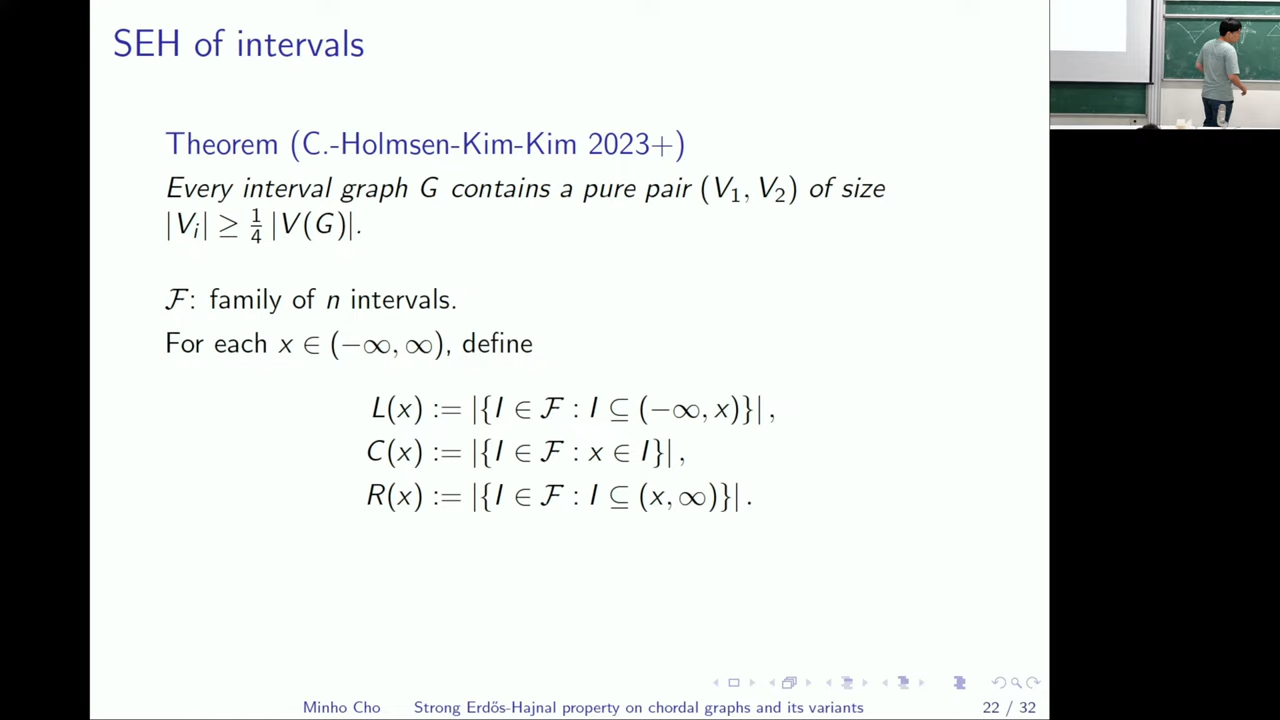 SEH of intervals
Theorem (C.-Holmsen-Kim-Kim 2023+)
Every interval graph G contains a pure pair (V₁, V₂) of size
|Vᵢ| ≥ ¼ |V(G)|.
ℱ: family of n intervals.
For each x ∈ (−∞, ∞), define
L(x) := |{I ∈ ℱ : I ⊆ (−∞, x)}| ,
C(x) := |{I ∈ ℱ : x ∈ I}| ,
R(x) := |{I ∈ ℱ : I ⊆ (x, ∞)}| .
Minho Cho Strong Erdős-Hajnal property on chordal graphs and its variants 22 / 32